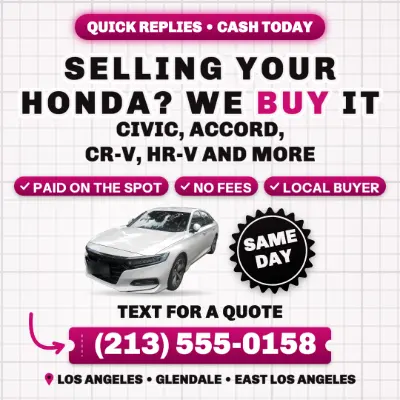 QUICK REPLIES • CASH TODAY
SELLING YOUR
HONDA? WE BUY IT
CIVIC, ACCORD,
CR-V, HR-V AND MORE
PAID ON THE SPOT
NO FEES
LOCAL BUYER
SAME
DAY
TEXT FOR A QUOTE
(213) 555-0158
LOS ANGELES • GLENDALE • EAST LOS ANGELES